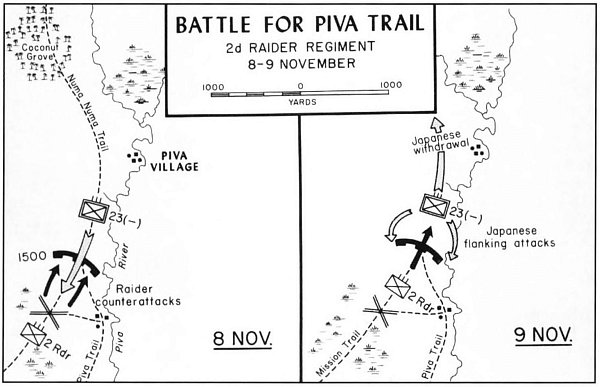 BATTLE FOR PIVA TRAIL
2d RAIDER REGIMENT
8-9 NOVEMBER
1000 0 1000
YARDS
Coconut
Grove
Numa Numa Trail
PIVA
VILLAGE
23(-)
River
1500
Raider
counterattacks
2 Rdr
Piva Trail
Piva
8 NOV.
Japanese
withdrawal
23(-)
Japanese
flanking attacks
2 Rdr
Mission Trail
Piva Trail
9 NOV.